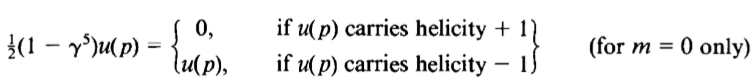 ½(1 − γ⁵)u(p) = { 0, if u(p) carries helicity + 1 } (for m = 0 only)
{ u(p), if u(p) carries helicity − 1 }